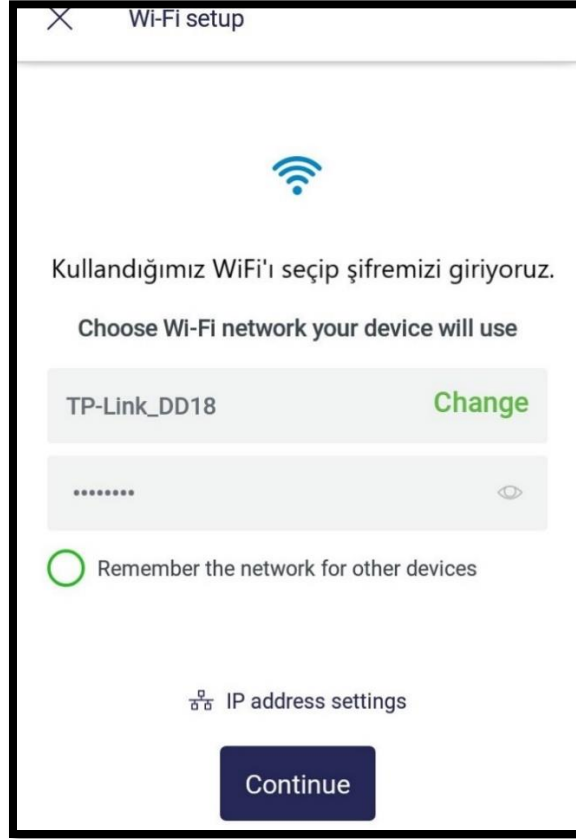 Wi-Fi setup
Kullandığımız WiFi'ı seçip şifremizi giriyoruz.
Choose Wi-Fi network your device will use
TP-Link_DD18 Change
••••••••
Remember the network for other devices
IP address settings
Continue